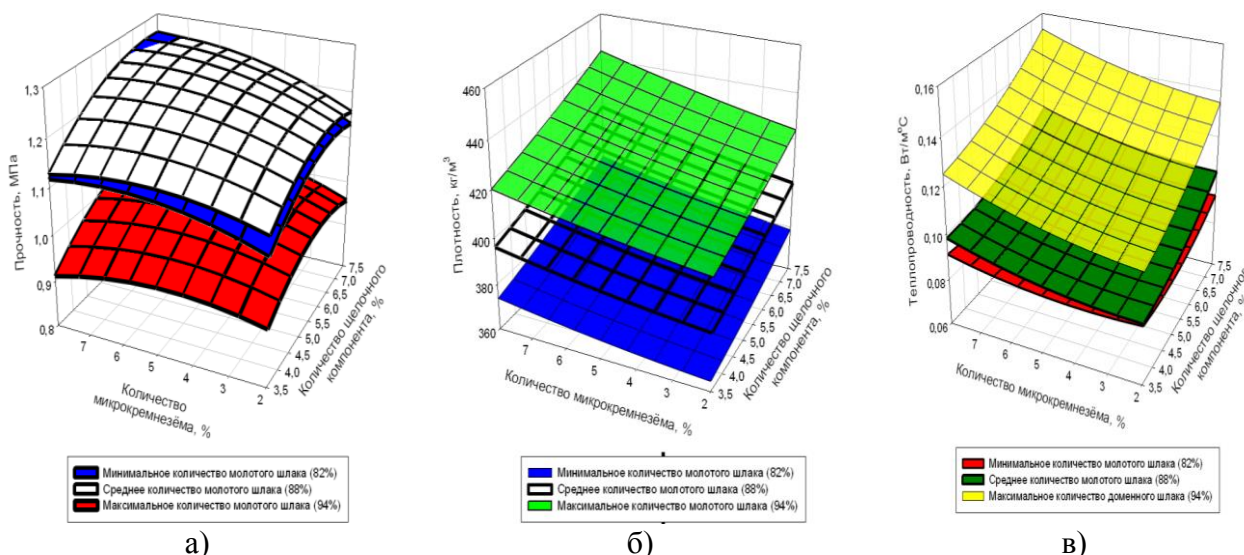 Прочность, МПа
1,3
1,2
1,1
1,0
0,9
0,8
7
6
5
4
3
2
Количество
микрокремнезёма, %
3,5
4,0
4,5
5,0
5,5
6,0
6,5
7,0
7,5
Количество щелочного
компонента, %
Минимальное количество молотого шлака (82%)
Среднее количество молотого шлака (88%)
Максимальное количество молотого шлака (94%)
а)
Плотность, кг/м³
460
440
420
400
380
360
7
6
5
4
3
2
Количество микрокремнезёма, %
3,5
4,0
4,5
5,0
5,5
6,0
6,5
7,0
7,5
Количество щелочного
компонента, %
Минимальное количество молотого шлака (82%)
Среднее количество молотого шлака (88%)
Максимальное количество молотого шлака (94%)
б)
Теплопроводность, Вт/м°С
0,16
0,14
0,12
0,10
0,08
0,06
7
6
5
4
3
2
Количество микрокремнезёма, %
3,5
4,0
4,5
5,0
5,5
6,0
6,5
7,0
7,5
Количество щелочного
компонента, %
Минимальное количество молотого шлака (82%)
Среднее количество молотого шлака (88%)
Максимальное количество доменного шлака (94%)
в)